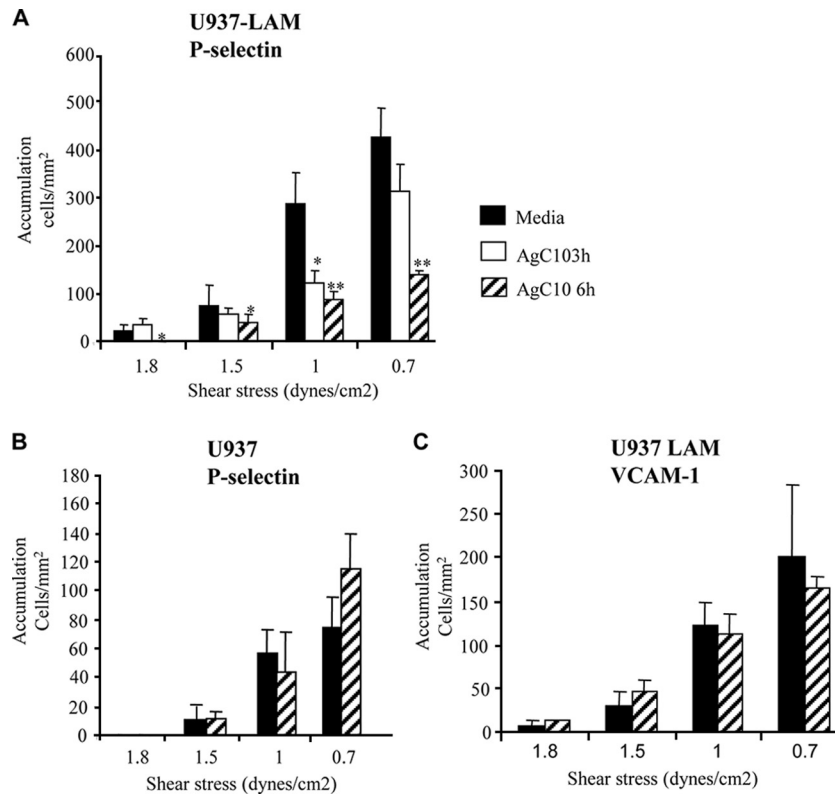 A
U937-LAM
P-selectin
600
500
400
300
200
100
0
Accumulation
cells/mm²
*
*
*
**
**
1.8 1.5 1 0.7
Shear stress (dynes/cm2)
Media
AgC103h
AgC10 6h
B
U937
P-selectin
180
160
140
120
100
80
60
40
20
0
Accumulation
Cells/mm²
1.8 1.5 1 0.7
Shear stress (dynes/cm2)
C
U937 LAM
VCAM-1
300
250
200
150
100
50
0
Accumulation
Cells/mm²
1.8 1.5 1 0.7
Shear stress (dynes/cm2)